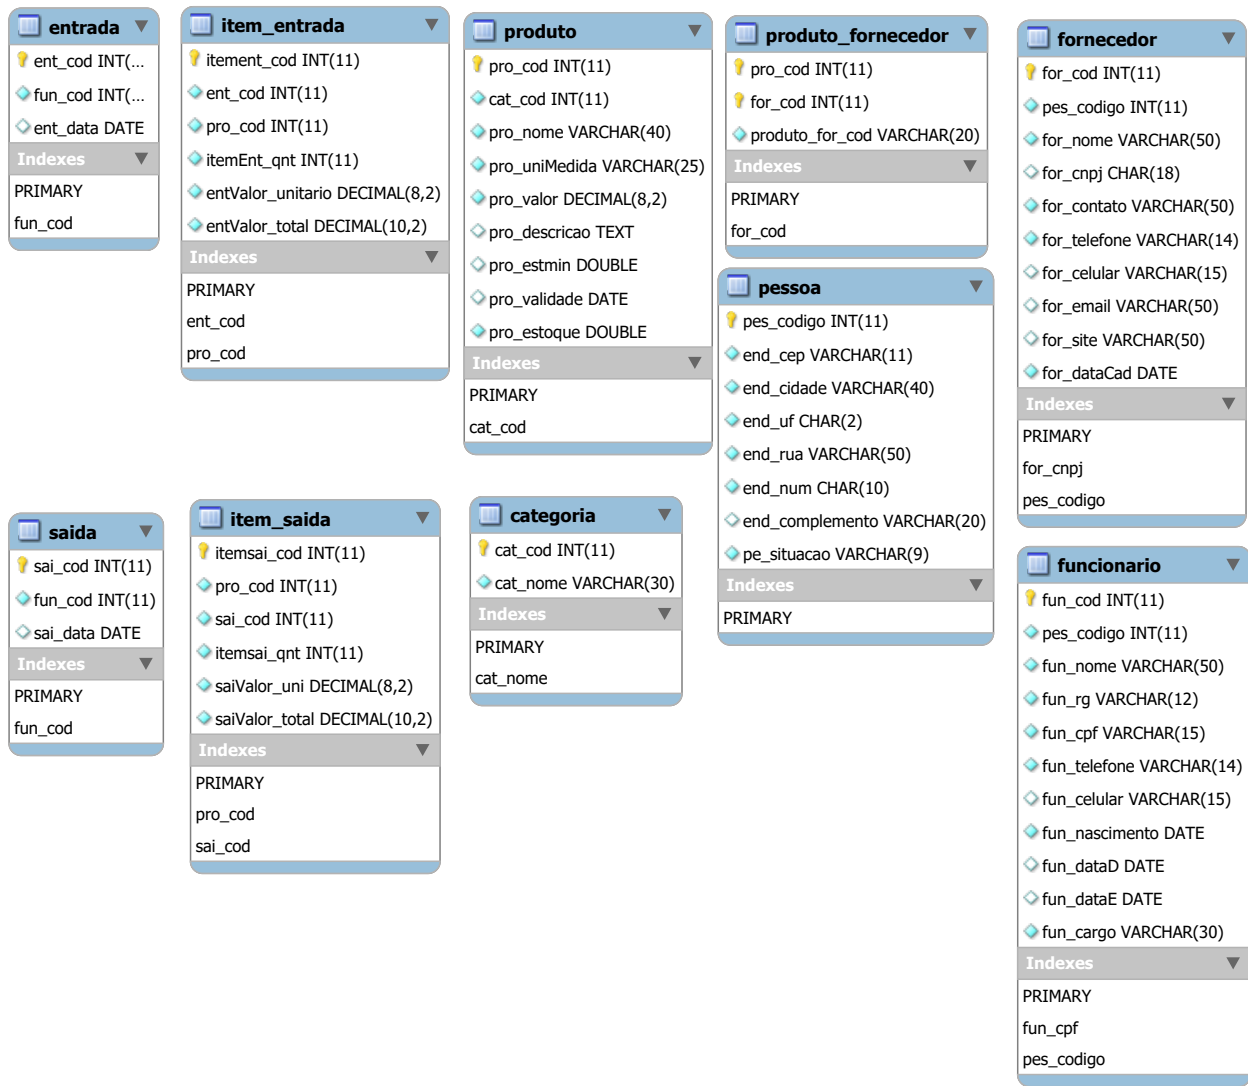 entrada
ent_cod INT(...
fun_cod INT(...
ent_data DATE
Indexes
PRIMARY
fun_cod
item_entrada
itement_cod INT(11)
ent_cod INT(11)
pro_cod INT(11)
itemEnt_qnt INT(11)
entValor_unitario DECIMAL(8,2)
entValor_total DECIMAL(10,2)
Indexes
PRIMARY
ent_cod
pro_cod
produto
pro_cod INT(11)
cat_cod INT(11)
pro_nome VARCHAR(40)
pro_uniMedida VARCHAR(25)
pro_valor DECIMAL(8,2)
pro_descricao TEXT
pro_estmin DOUBLE
pro_validade DATE
pro_estoque DOUBLE
Indexes
PRIMARY
cat_cod
produto_fornecedor
pro_cod INT(11)
for_cod INT(11)
produto_for_cod VARCHAR(20)
Indexes
PRIMARY
for_cod
pessoa
pes_codigo INT(11)
end_cep VARCHAR(11)
end_cidade VARCHAR(40)
end_uf CHAR(2)
end_rua VARCHAR(50)
end_num CHAR(10)
end_complemento VARCHAR(20)
pe_situacao VARCHAR(9)
Indexes
PRIMARY
fornecedor
for_cod INT(11)
pes_codigo INT(11)
for_nome VARCHAR(50)
for_cnpj CHAR(18)
for_contato VARCHAR(50)
for_telefone VARCHAR(14)
for_celular VARCHAR(15)
for_email VARCHAR(50)
for_site VARCHAR(50)
for_dataCad DATE
Indexes
PRIMARY
for_cnpj
pes_codigo
saida
sai_cod INT(11)
fun_cod INT(11)
sai_data DATE
Indexes
PRIMARY
fun_cod
item_saida
itemsai_cod INT(11)
pro_cod INT(11)
sai_cod INT(11)
itemsai_qnt INT(11)
saiValor_uni DECIMAL(8,2)
saiValor_total DECIMAL(10,2)
Indexes
PRIMARY
pro_cod
sai_cod
categoria
cat_cod INT(11)
cat_nome VARCHAR(30)
Indexes
PRIMARY
cat_nome
funcionario
fun_cod INT(11)
pes_codigo INT(11)
fun_nome VARCHAR(50)
fun_rg VARCHAR(12)
fun_cpf VARCHAR(15)
fun_telefone VARCHAR(14)
fun_celular VARCHAR(15)
fun_nascimento DATE
fun_dataD DATE
fun_dataE DATE
fun_cargo VARCHAR(30)
Indexes
PRIMARY
fun_cpf
pes_codigo